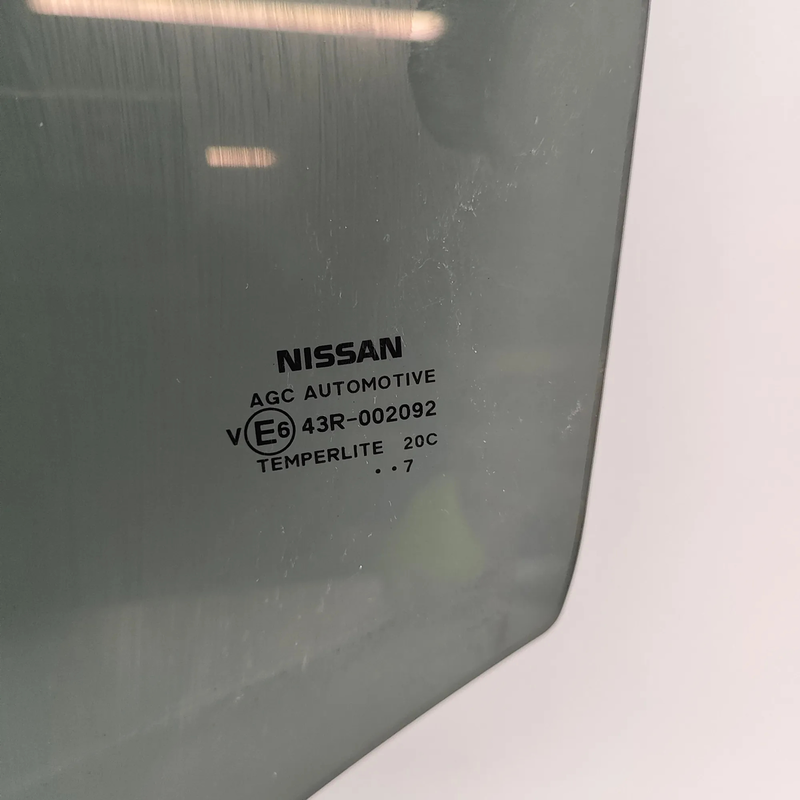 NISSAN
AGC AUTOMOTIVE
V E6 43R-002092
TEMPERLITE 20C
..7